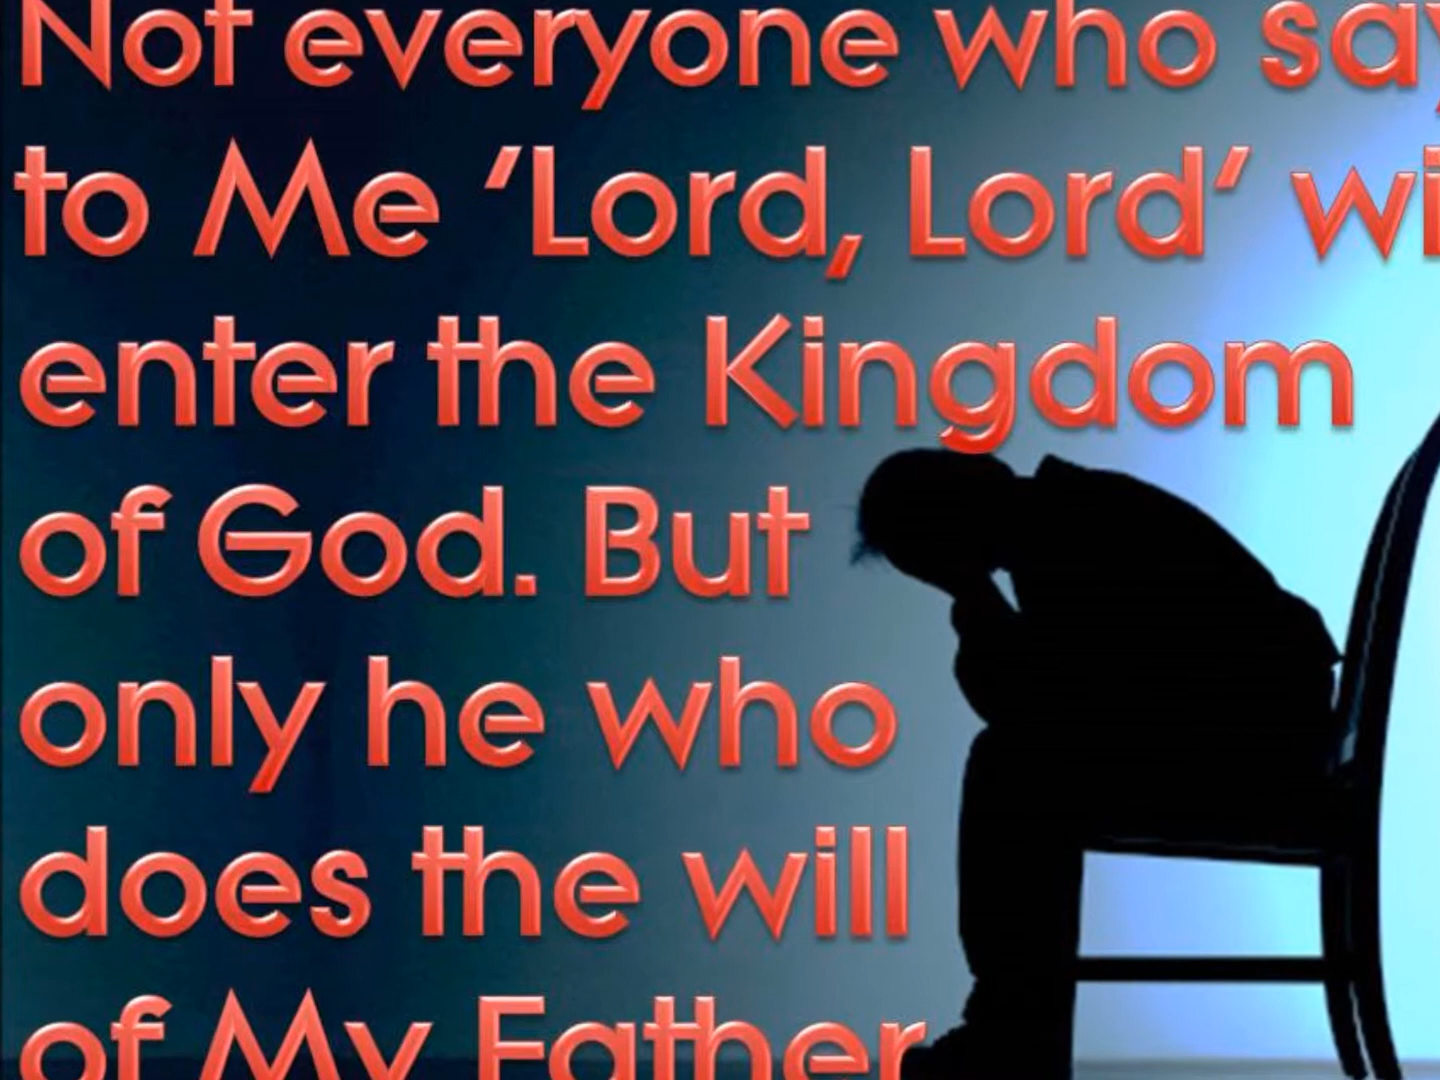 Not everyone who say
to Me ‘Lord, Lord’ wi
enter the Kingdom
of God. But
only he who
does the will
of My Father